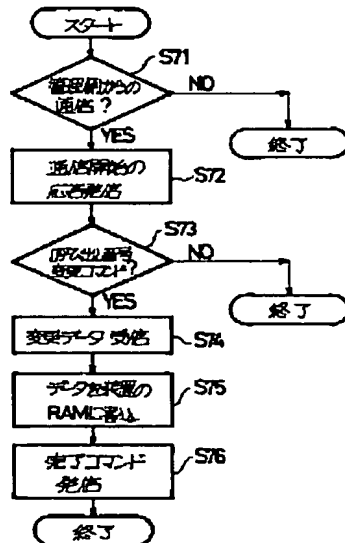 スタート
S71
管理側からの
通信?
NO
YES
終了
通信開始の
応答発信
S72
S73
呼び出し番号
変更コマンド?
NO
YES
終了
変更データ受信
S74
データを装置の
RAMに書込
S75
完了コマンド
発信
S76
終了